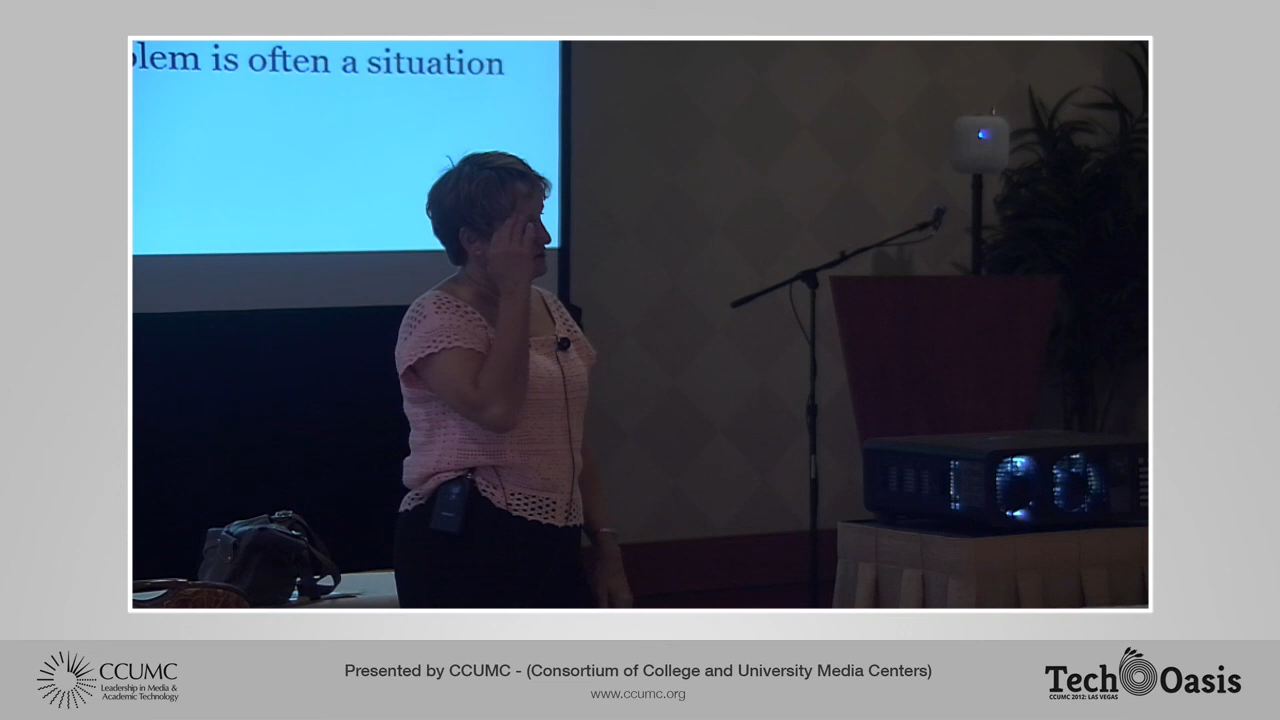 is often a situation
CCUMC
Leadership in Media &
Academic Technology
Presented by CCUMC - (Consortium of College and University Media Centers)
www.ccumc.org
Tech Oasis
CCUMC 2012: LAS VEGAS